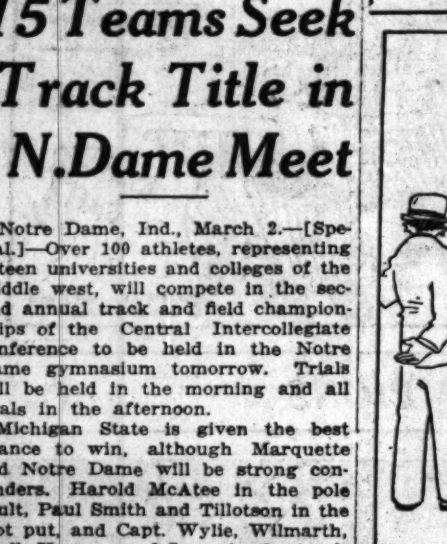 15 Teams Seek
Track Title in
N.Dame Meet
Notre Dame, Ind., March 2.—[Spe-
al.]—Over 100 athletes, representing
teen universities and colleges of the
ddle west, will compete in the sec-
d annual track and field champion-
ips of the Central Intercollegiate
nference to be held in the Notre
ame gymnasium tomorrow. Trials
ll be held in the morning and all
als in the afternoon.
Michigan State is given the best
ance to win, although Marquette
d Notre Dame will be strong con-
nders. Harold McAtee in the pole
ult, Paul Smith and Tillotson in the
ot put, and Capt. Wylie, Wilmarth,